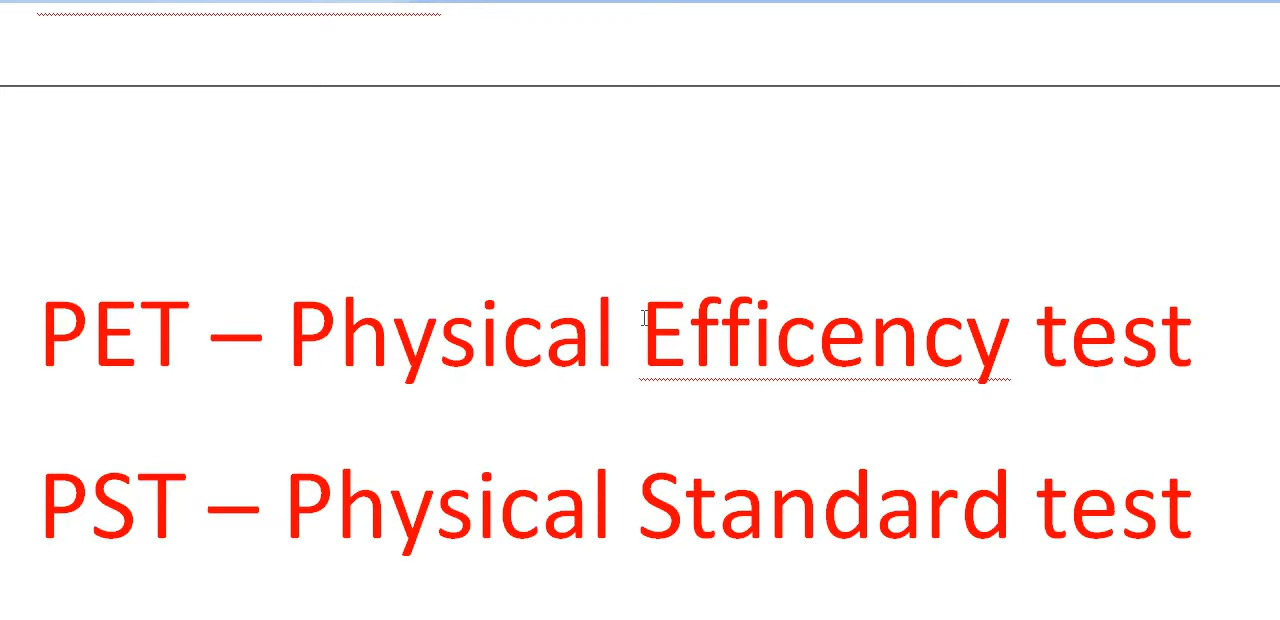 PET – Physical Efficency test
PST – Physical Standard test